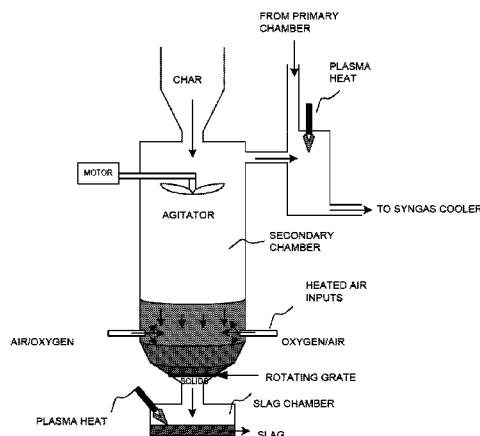 FROM PRIMARY
CHAMBER
PLASMA
HEAT
CHAR
MOTOR
AGITATOR
TO SYNGAS COOLER
SECONDARY
CHAMBER
HEATED AIR
INPUTS
AIR/OXYGEN
OXYGEN/AIR
SOLIDS
ROTATING GRATE
SLAG CHAMBER
PLASMA HEAT
SLAG